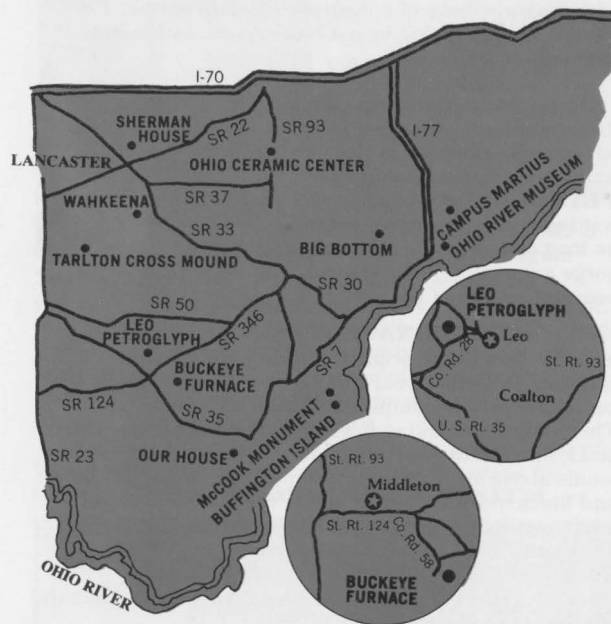 I-70
SHERMAN
HOUSE
SR 22
SR 93
I-77
LANCASTER
OHIO CERAMIC CENTER
SR 37
WAHKEENA
SR 33
CAMPUS MARTIUS
OHIO RIVER MUSEUM
BIG BOTTOM
TARLTON CROSS MOUND
SR 30
SR 50
LEO
PETROGLYPH
SR 346
BUCKEYE
FURNACE
SR 7
SR 124
SR 35
SR 23
OUR HOUSE
McCOOK MONUMENT
BUFFINGTON ISLAND
OHIO RIVER
LEO
PETROGLYPH
Leo
Co. Rd. 28
St. Rt. 93
Coalton
U. S. Rt. 35
St. Rt. 93
Middleton
St. Rt. 124
Co. Rd. 58
BUCKEYE
FURNACE